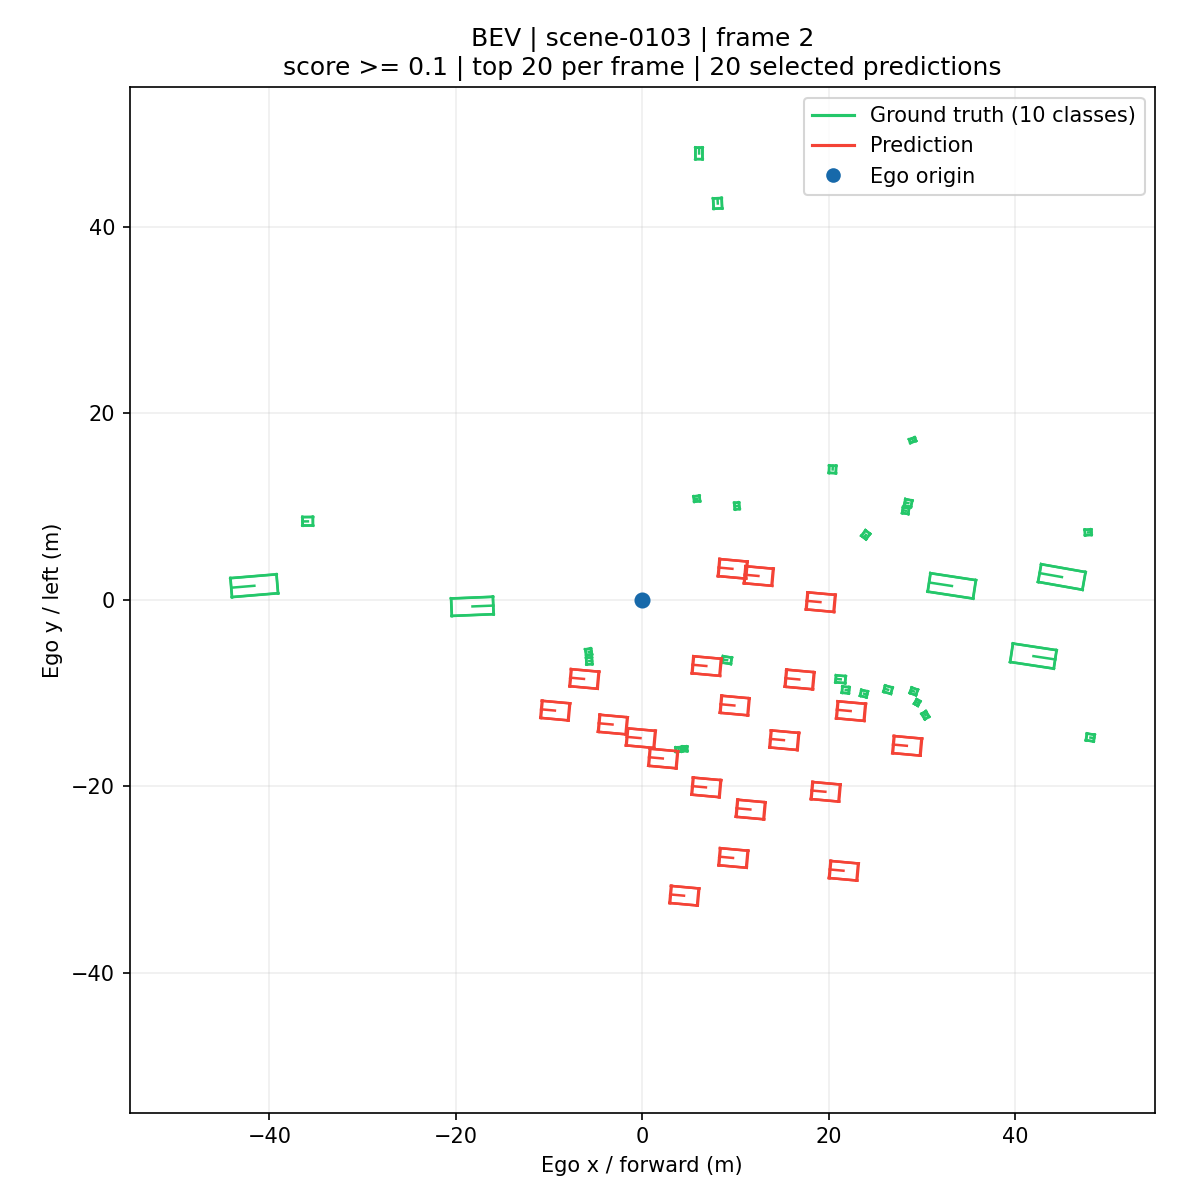 BEV | scene-0103 | frame 2
score >= 0.1 | top 20 per frame | 20 selected predictions
Ground truth (10 classes)
Prediction
Ego origin
40
20
0
−20
−40
Ego y / left (m)
−40
−20
0
20
40
Ego x / forward (m)